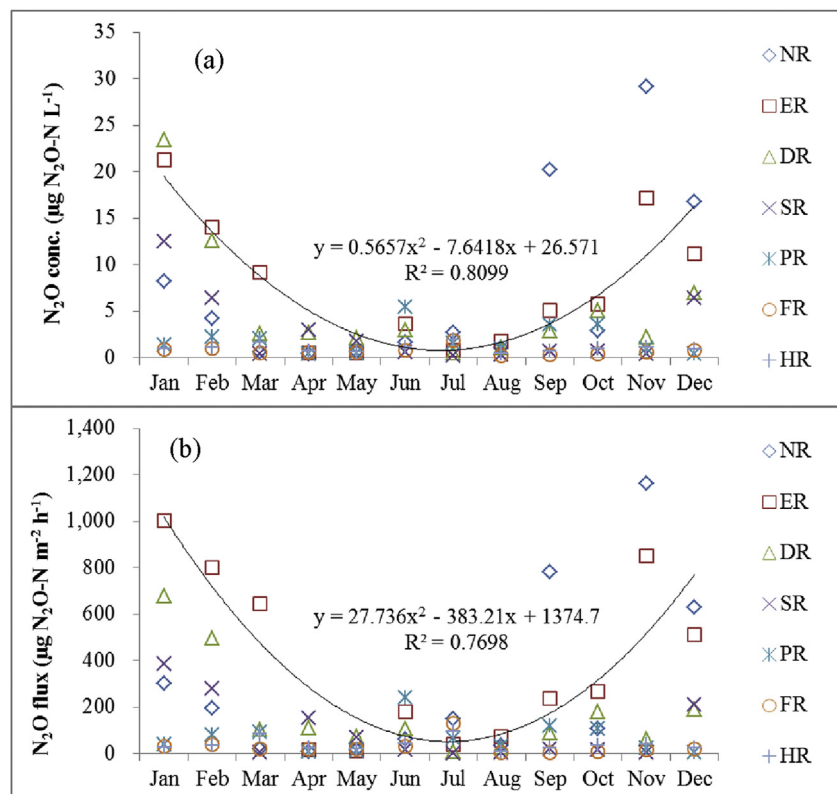 (a)
N₂O conc. (µg N₂O-N L⁻¹)
35
30
25
20
15
10
5
0
y = 0.5657x² - 7.6418x + 26.571
R² = 0.8099
Jan Feb Mar Apr May Jun Jul Aug Sep Oct Nov Dec
NR
ER
DR
SR
PR
FR
HR
(b)
N₂O flux (µg N₂O-N m⁻² h⁻¹)
1,400
1,200
1,000
800
600
400
200
0
y = 27.736x² - 383.21x + 1374.7
R² = 0.7698
Jan Feb Mar Apr May Jun Jul Aug Sep Oct Nov Dec
NR
ER
DR
SR
PR
FR
HR